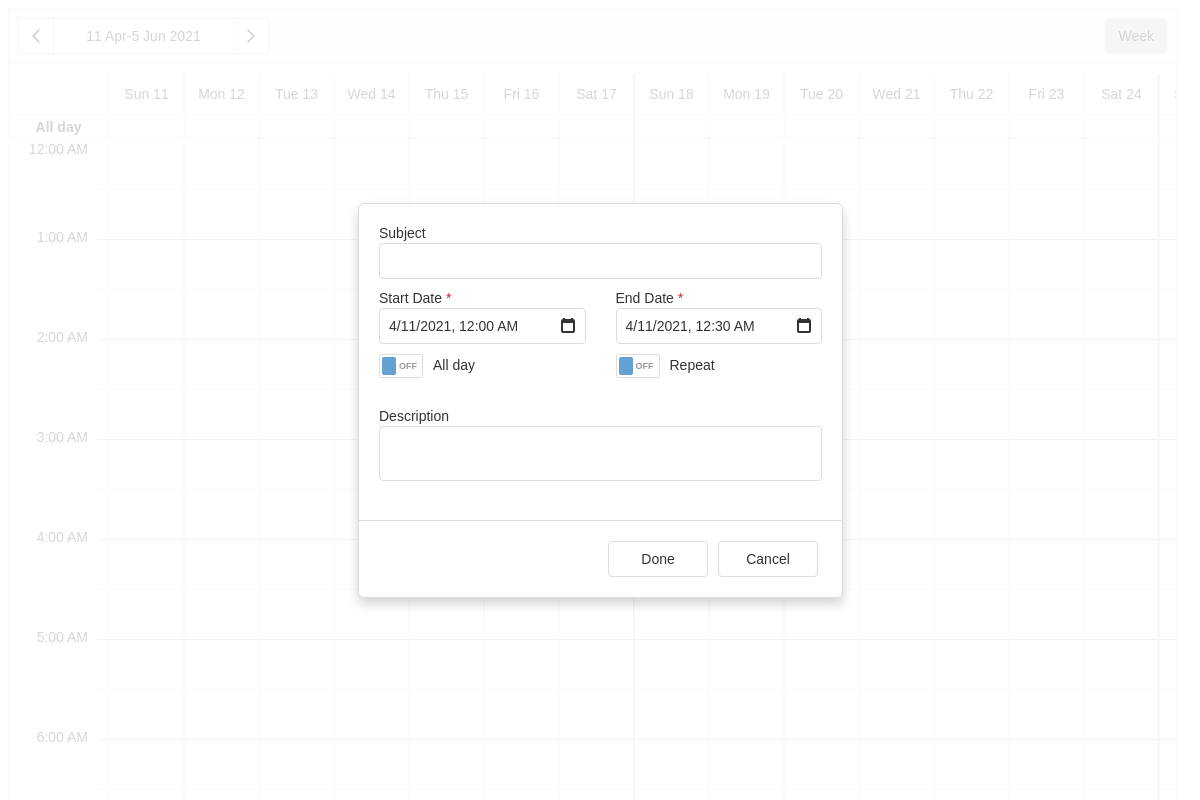 11 Apr-5 Jun 2021 Week
Sun 11 Mon 12 Tue 13 Wed 14 Thu 15 Fri 16 Sat 17 Sun 18 Mon 19 Tue 20 Wed 21 Thu 22 Fri 23 Sat 24
All day
12:00 AM
1:00 AM
2:00 AM
3:00 AM
4:00 AM
5:00 AM
6:00 AM
Subject
Start Date * End Date *
4/11/2021, 12:00 AM 4/11/2021, 12:30 AM
OFF All day OFF Repeat
Description
Done Cancel